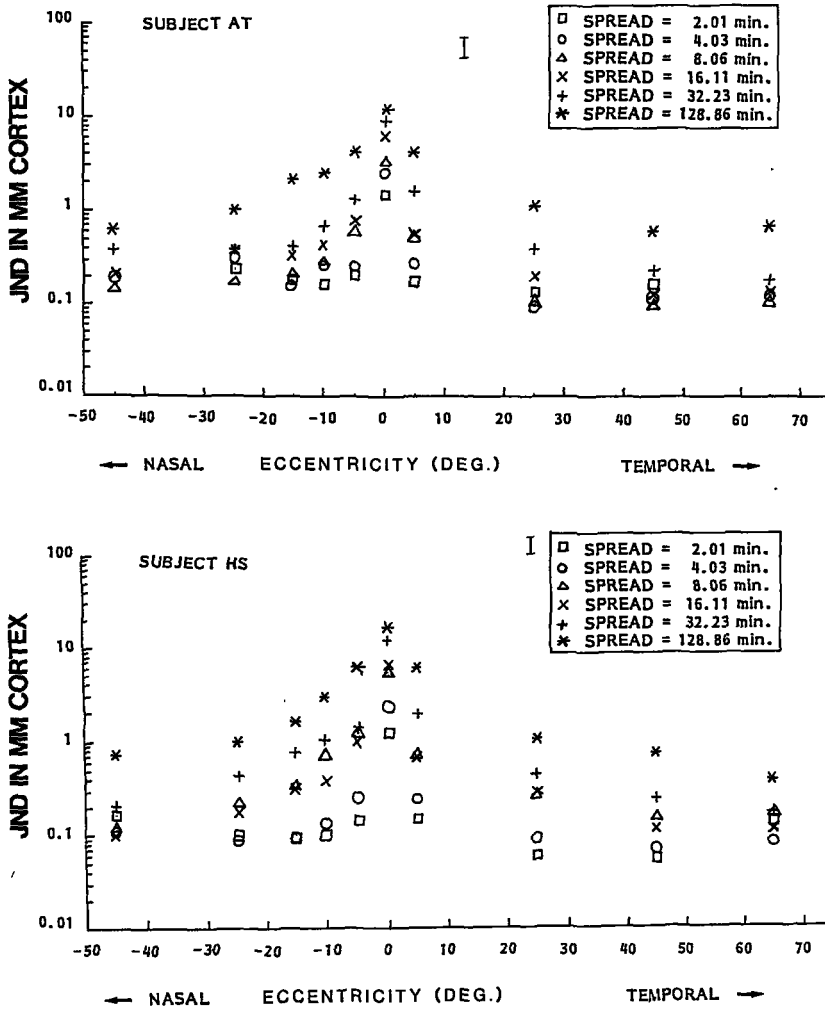 SUBJECT AT
□ SPREAD = 2.01 min.
○ SPREAD = 4.03 min.
△ SPREAD = 8.06 min.
× SPREAD = 16.11 min.
+ SPREAD = 32.23 min.
* SPREAD = 128.86 min.
JND IN MM CORTEX
100
10
1
0.1
0.01
-50 -40 -30 -20 -10 0 10 20 30 40 50 60 70
← NASAL ECCENTRICITY (DEG.) TEMPORAL →
SUBJECT HS
□ SPREAD = 2.01 min.
○ SPREAD = 4.03 min.
△ SPREAD = 8.06 min.
× SPREAD = 16.11 min.
+ SPREAD = 32.23 min.
* SPREAD = 128.86 min.
JND IN MM CORTEX
100
10
1
0.1
0.01
-50 -40 -30 -20 -10 0 10 20 30 40 50 60 70
← NASAL ECCENTRICITY (DEG.) TEMPORAL →